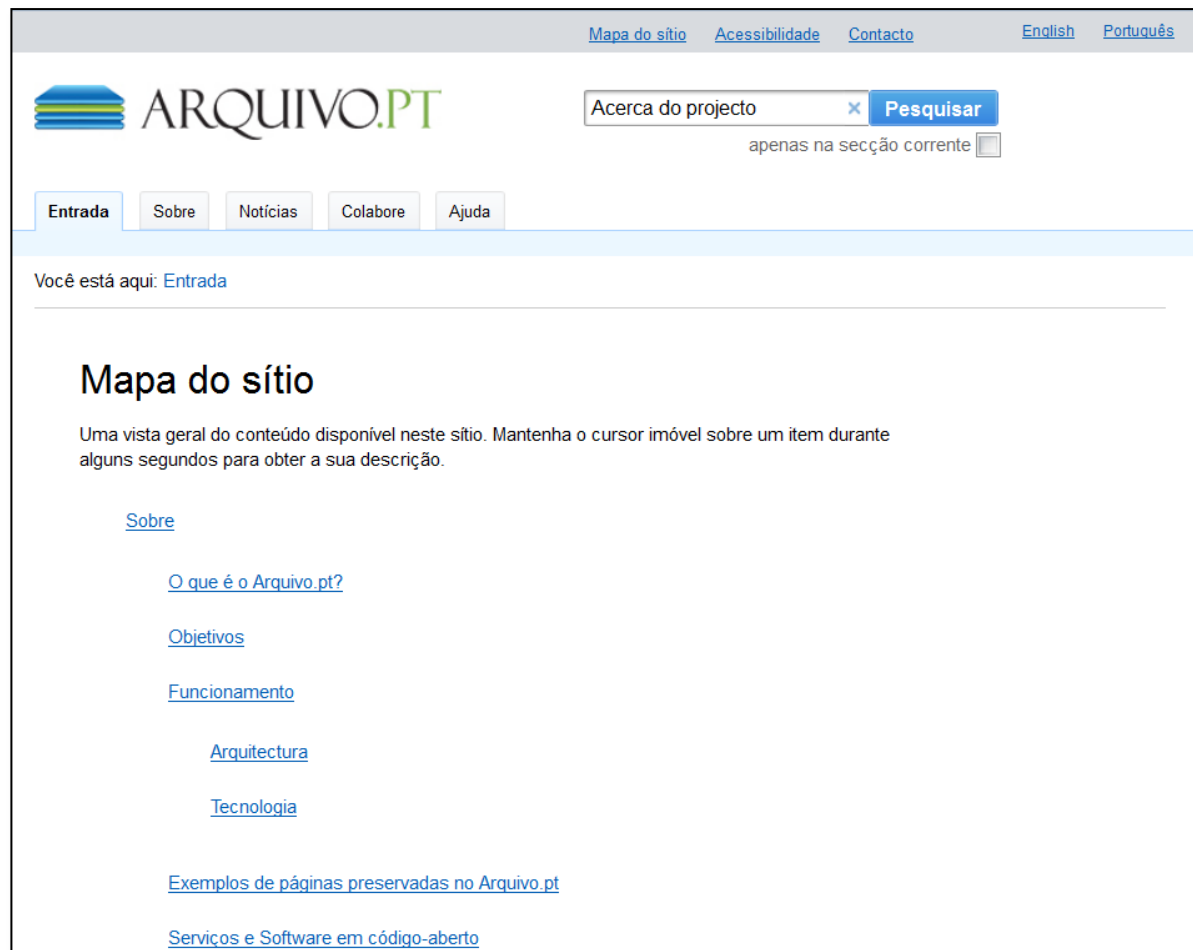 Mapa do sítio Acessibilidade Contacto English Português
ARQUIVO.PT
Acerca do projecto × Pesquisar
apenas na secção corrente
Entrada Sobre Notícias Colabore Ajuda
Você está aqui: Entrada
Mapa do sítio
Uma vista geral do conteúdo disponível neste sítio. Mantenha o cursor imóvel sobre um item durante
alguns segundos para obter a sua descrição.
Sobre
O que é o Arquivo.pt?
Objetivos
Funcionamento
Arquitectura
Tecnologia
Exemplos de páginas preservadas no Arquivo.pt
Serviços e Software em código-aberto